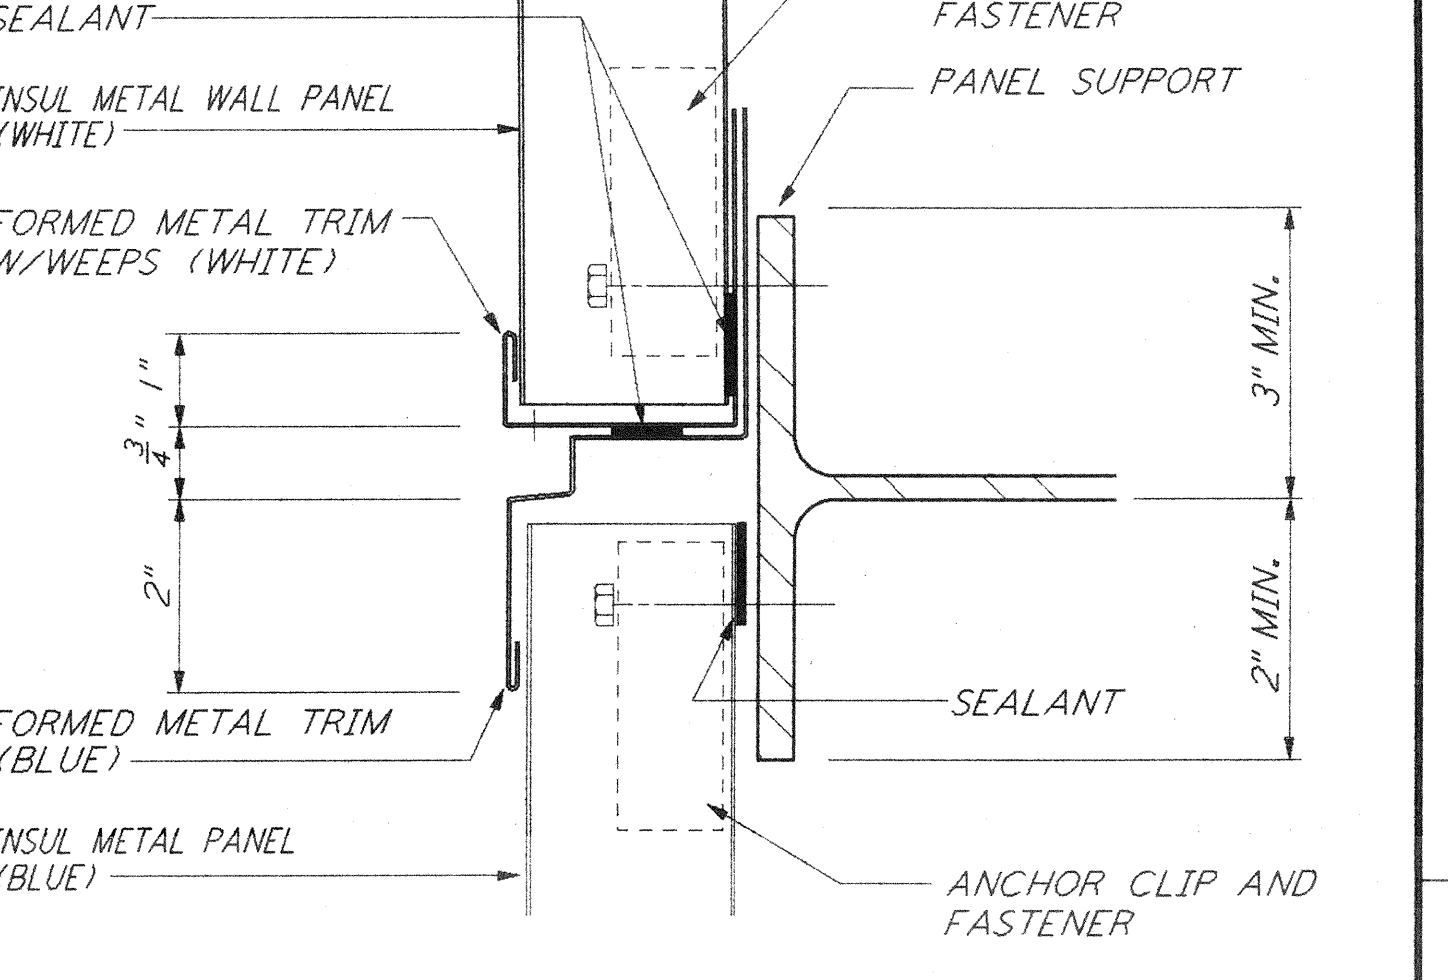 SEALANT
INSUL METAL WALL PANEL
(WHITE)
FORMED METAL TRIM
W/WEEPS (WHITE)
1"
3/4"
2"
FORMED METAL TRIM
(BLUE)
INSUL METAL PANEL
(BLUE)
FASTENER
PANEL SUPPORT
3" MIN.
2" MIN.
SEALANT
ANCHOR CLIP AND
FASTENER